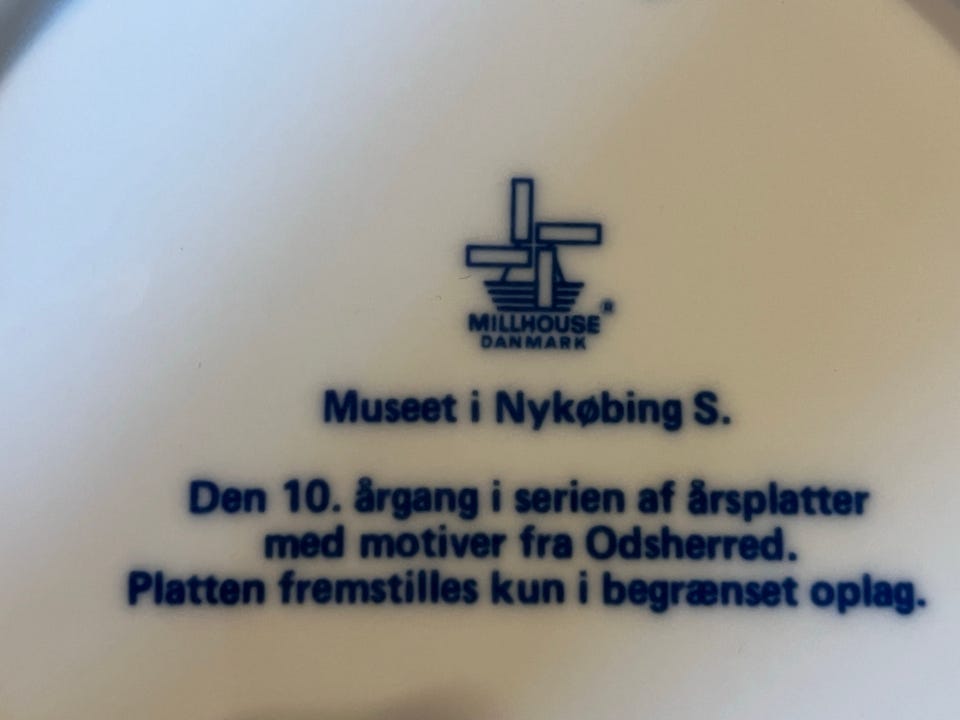 MILLHOUSE ®
DANMARK
Museet i Nykøbing S.
Den 10. årgang i serien af årsplatter
med motiver fra Odsherred.
Platten fremstilles kun i begrænset oplag.